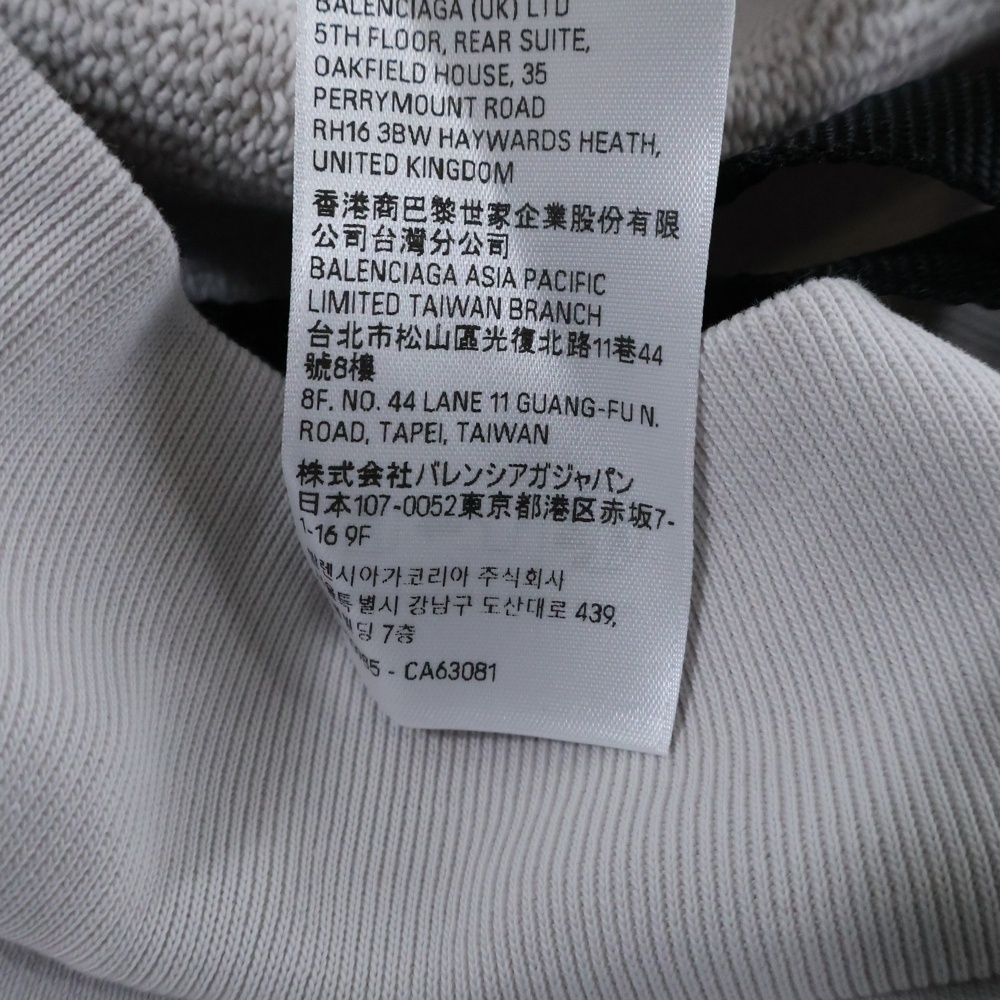 BALENCIAGA (UK) LTD
5TH FLOOR, REAR SUITE,
OAKFIELD HOUSE, 35
PERRYMOUNT ROAD
RH16 3BW HAYWARDS HEATH,
UNITED KINGDOM
香港商巴黎世家企業股份有限
公司台灣分公司
BALENCIAGA ASIA PACIFIC
LIMITED TAIWAN BRANCH
台北市松山區光復北路11巷44
號8樓
8F. NO. 44 LANE 11 GUANG-FU N.
ROAD, TAPEI, TAIWAN
株式会社バレンシアガジャパン
日本107-0052東京都港区赤坂7-
1-16 9F
발렌시아가코리아 주식회사
특별시 강남구 도산대로 439,
딩 7층
85 - CA63081